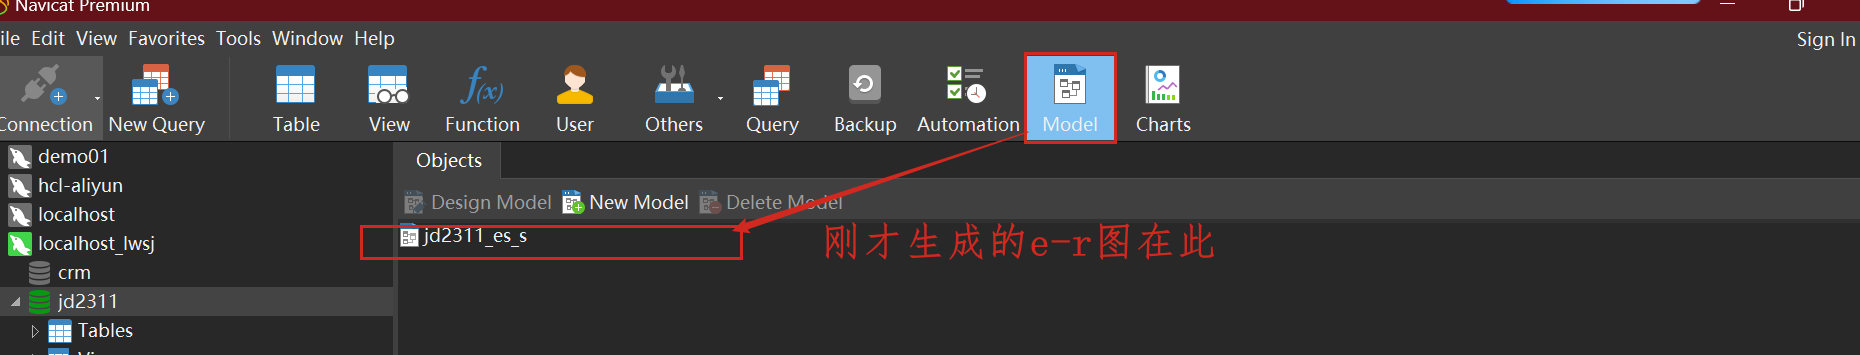 Navicat Premium
ile Edit View Favorites Tools Window Help
Sign In
Connection New Query Table View Function User Others Query Backup Automation Model Charts
demo01
hcl-aliyun
localhost
localhost_lwsj
crm
jd2311
Tables
Objects
Design Model New Model Delete Model
jd2311_es_s
刚才生成的e-r图在此